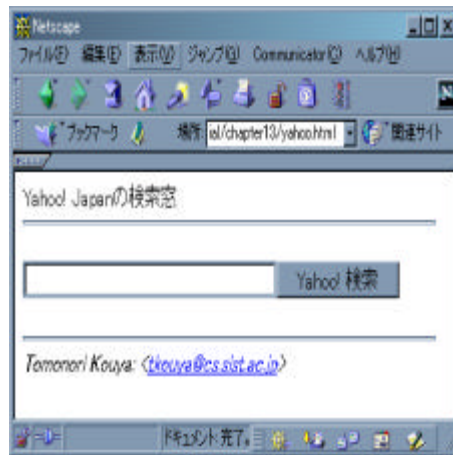 Netscape
ファイル(F) 編集(E) 表示(V) ジャンプ(G) Communicator(C) ヘルプ(H)
ブックマーク 場所: ial/chapter13/yahoo.html 関連サイト
Yahoo! Japanの検索窓
Yahoo! 検索
Tomonori Kouya: <tkouya@cs.sist.ac.jp>
ドキュメント: 完了。